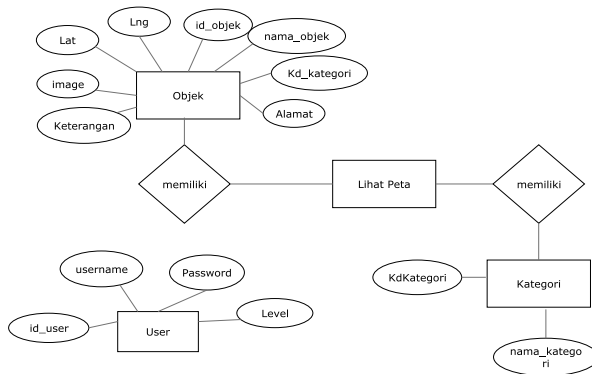 Lng
id_objek
nama_objek
Lat
Kd_kategori
image
Objek
Alamat
Keterangan
memiliki
Lihat Peta
memiliki
username
Password
KdKategori
Kategori
Level
id_user
User
nama_katego
ri